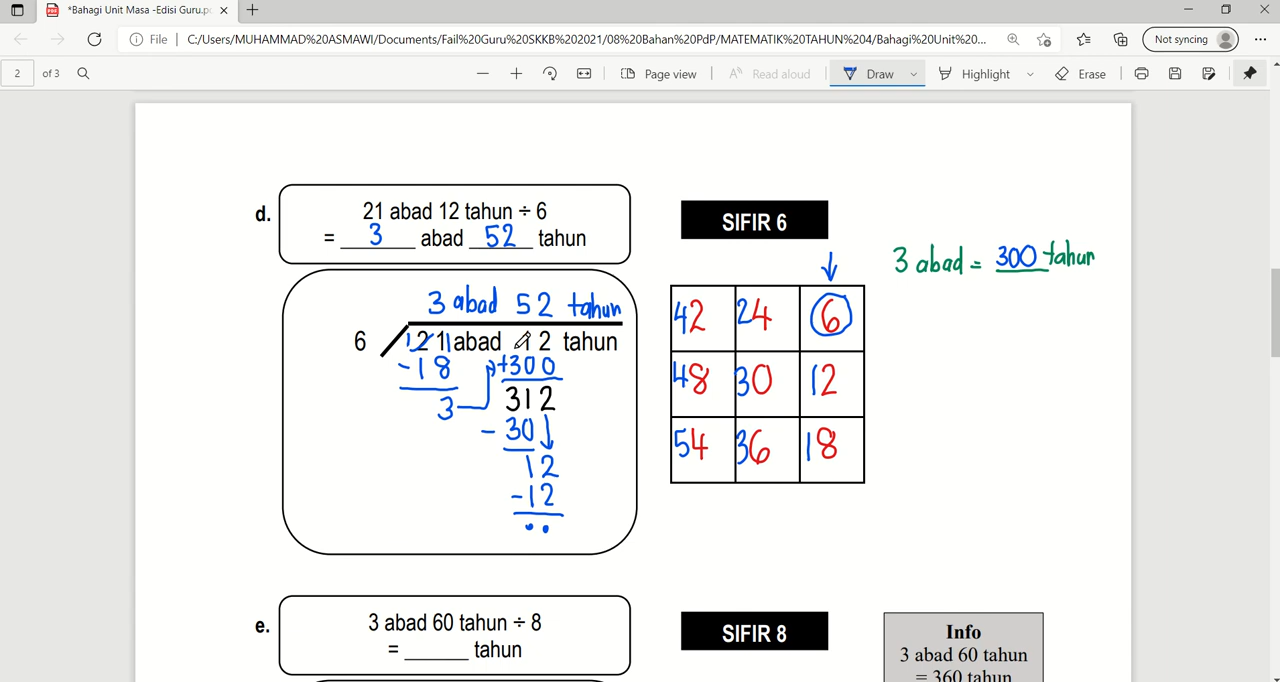 *Bahagi Unit Masa -Edisi Guru.p
File C:/Users/MUHAMMAD%20ASMAWI/Documents/Fail%20Guru%20SKKB%202021/08%20Bahan%20PdP/MATEMATIK%20TAHUN%204/Bahagi%20Unit%20... Not syncing
2 of 3 Page view Read aloud Draw Highlight Erase
d. 21 abad 12 tahun ÷ 6
= 3 abad 52 tahun
SIFIR 6
3 abad = 300 tahun
3 abad 52 tahun
6 21 abad 12 tahun
-18 +300
3 312
- 30
12
-12
42 24 6
48 30 12
54 36 18
e. 3 abad 60 tahun ÷ 8
= ______ tahun
SIFIR 8
Info
3 abad 60 tahun
= 360 tahun